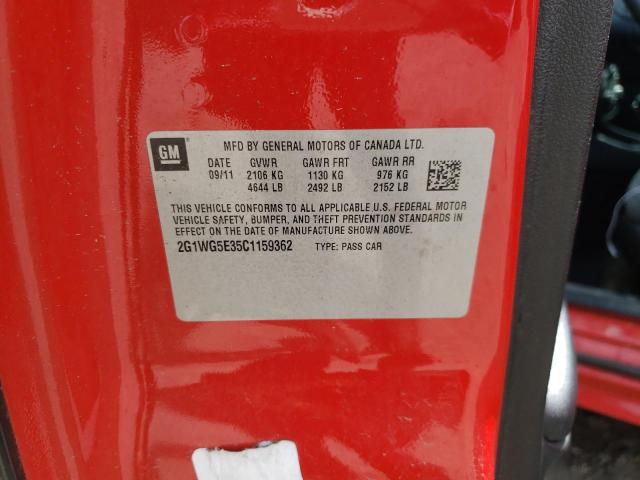 GM
MFD BY GENERAL MOTORS OF CANADA LTD.
DATE GVWR GAWR FRT GAWR RR
09/11 2106 KG 1130 KG 976 KG
4644 LB 2492 LB 2152 LB
THIS VEHICLE CONFORMS TO ALL APPLICABLE U.S. FEDERAL MOTOR
VEHICLE SAFETY, BUMPER, AND THEFT PREVENTION STANDARDS IN
EFFECT ON THE DATE OF MANUFACTURE SHOWN ABOVE.
2G1WG5E35C1159362 TYPE: PASS CAR